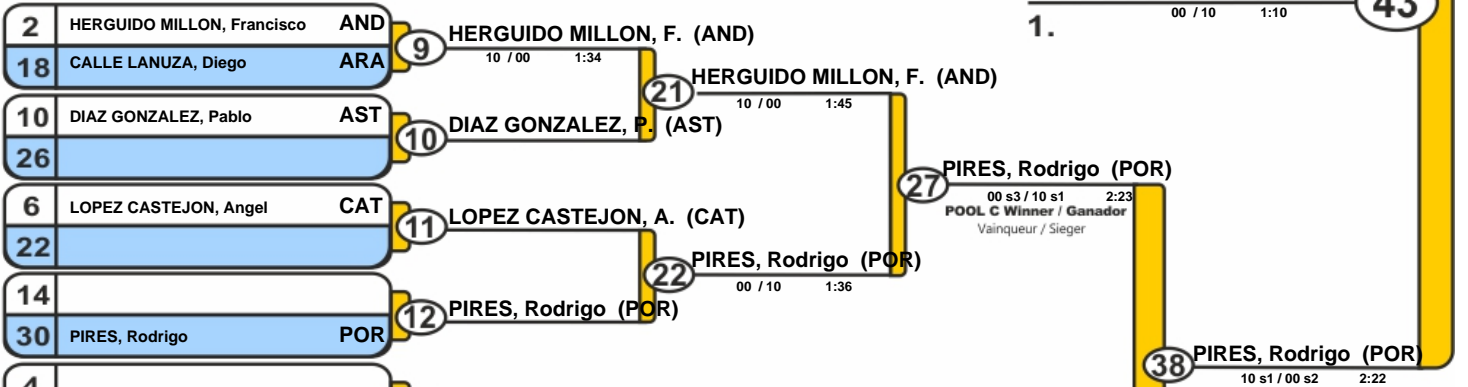 2 HERGUIDO MILLON, Francisco AND
18 CALLE LANUZA, Diego ARA
9
HERGUIDO MILLON, F. (AND)
10 / 00 1:34
10 DIAZ GONZALEZ, Pablo AST
26
10
DIAZ GONZALEZ, P. (AST)
21
HERGUIDO MILLON, F. (AND)
10 / 00 1:45
6 LOPEZ CASTEJON, Angel CAT
22
11
LOPEZ CASTEJON, A. (CAT)
14
30 PIRES, Rodrigo POR
12
PIRES, Rodrigo (POR)
22
PIRES, Rodrigo (POR)
00 / 10 1:36
27
PIRES, Rodrigo (POR)
00 s3 / 10 s1 2:23
POOL C Winner / Ganador
Vainqueur / Sieger
00 / 10 1:10
43
1.
38
PIRES, Rodrigo (POR)
10 s1 / 00 s2 2:22
4